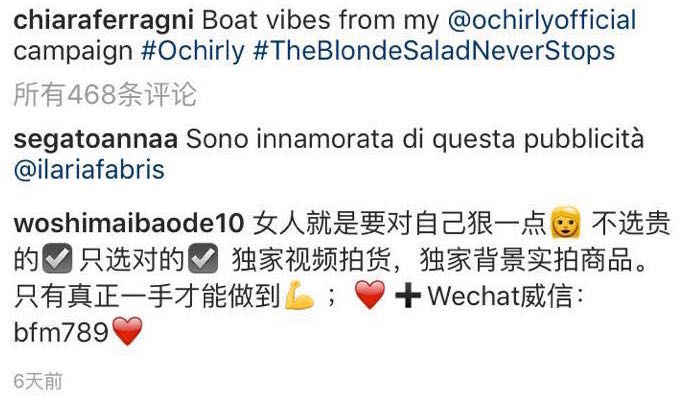 chiaraferragni Boat vibes from my @ochirlyofficial
campaign #Ochirly #TheBlondeSaladNeverStops
所有468条评论
segatoannaa Sono innamorata di questa pubblicità
@ilariafabris
woshimaibaode10 女人就是要对自己狠一点👱‍♀️ 不选贵
的☑️只选对的☑️ 独家视频拍货，独家背景实拍商品。
只有真正一手才能做到💪；❤️➕Wechat威信：
bfm789❤️
6天前